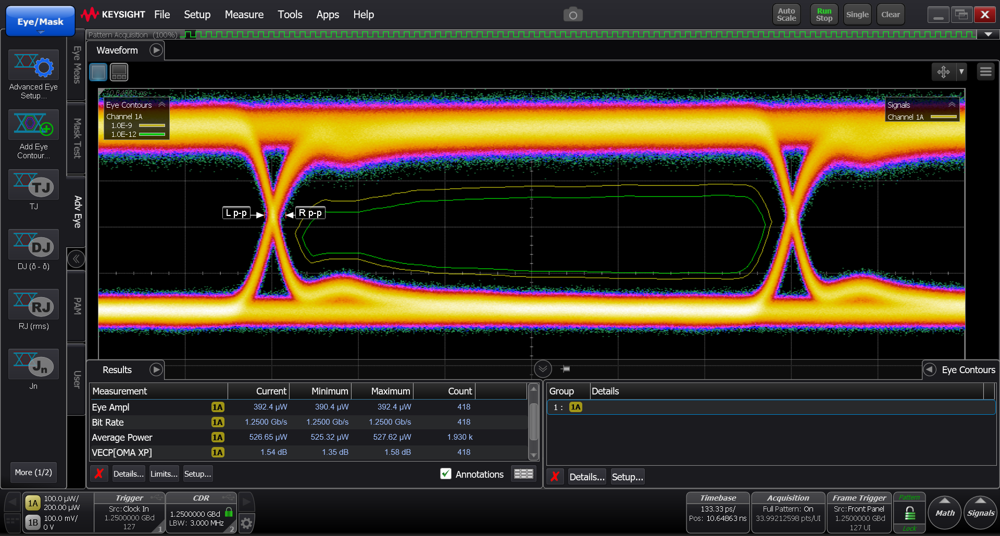 Eye/Mask
KEYSIGHT File Setup Measure Tools Apps Help
Auto Scale
Run Stop
Single
Clear
Pattern Acquisition (100%)
Waveform
Advanced Eye Setup...
Add Eye Contour...
TJ
TJ
DJ
DJ (δ - δ)
RJ
RJ (rms)
Jn
Jn
More (1/2)
Eye Meas
Mask Test
Adv Eye
PAM
User
10.64863 ns
Eye Contours
Channel 1A
1.0E-9
1.0E-12
Signals
Channel 1A
L p-p
R p-p
Results
Measurement Current Minimum Maximum Count
Eye Ampl 1A 392.4 µW 390.4 µW 392.4 µW 418
Bit Rate 1A 1.2500 Gb/s 1.2500 Gb/s 1.2500 Gb/s 418
Average Power 1A 526.65 µW 525.32 µW 527.62 µW 1.930 k
VECP[OMA XP] 1A 1.54 dB 1.35 dB 1.58 dB 418
Details... Limits... Setup...
Annotations
Eye Contours
Group Details
1 : 1A
Details... Setup...
1A 100.0 µW/
200.00 µW
1B 100.0 mV/
0 V
Trigger
Src: Clock In
1.2500000 GBd
127
1
CDR
1.2500000 GBd
LBW: 3.000 MHz
2
Timebase
133.33 ps/
Pos: 10.64863 ns
Acquisition
Full Pattern: On
33.99212598 pts/UI
Frame Trigger
Src: Front Panel
1.2500000 GBd
127 UI
Pattern
Lock
Math
Signals